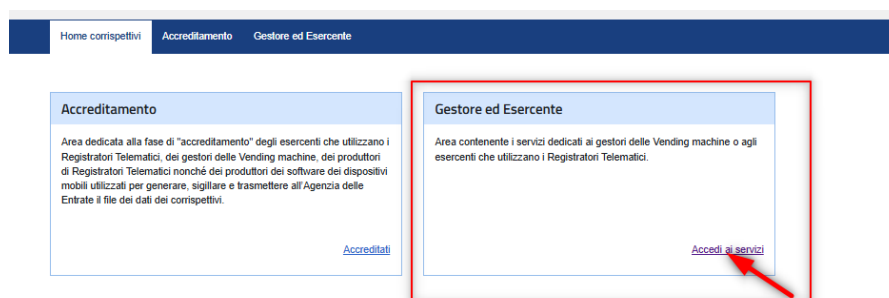 Home corrispettivi Accreditamento Gestore ed Esercente
Accreditamento
Area dedicata alla fase di "accreditamento" degli esercenti che utilizzano i
Registratori Telematici, dei gestori delle Vending machine, dei produttori
di Registratori Telematici nonché dei produttori dei software dei dispositivi
mobili utilizzati per generare, sigillare e trasmettere all'Agenzia delle
Entrate il file dei dati dei corrispettivi.
Accreditati
Gestore ed Esercente
Area contenente i servizi dedicati ai gestori delle Vending machine o agli
esercenti che utilizzano i Registratori Telematici.
Accedi ai servizi